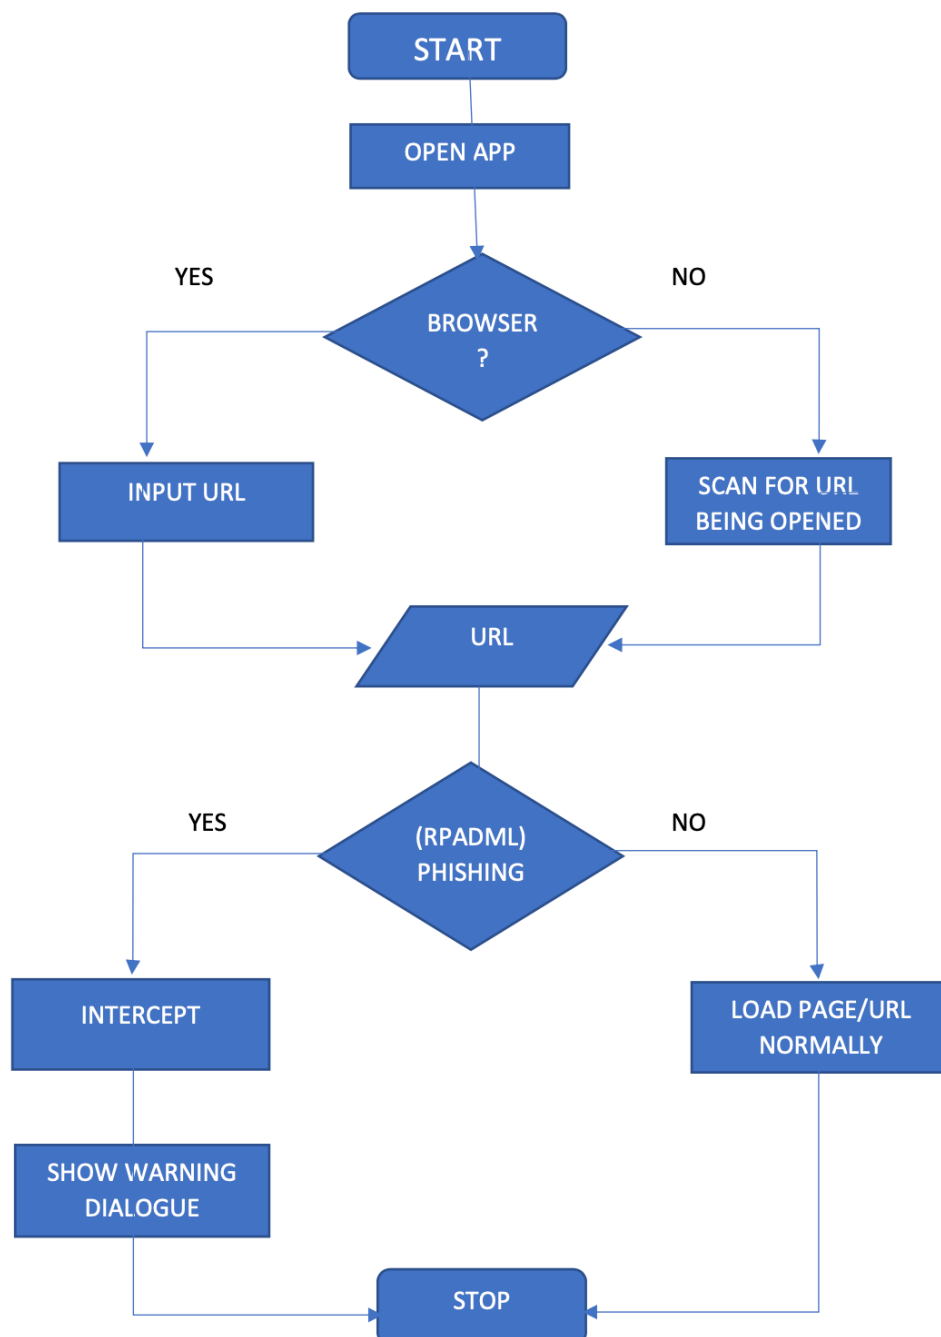 START
OPEN APP
YES
NO
BROWSER
?
INPUT URL
SCAN FOR URL
BEING OPENED
URL
YES
NO
(RPADML)
PHISHING
INTERCEPT
LOAD PAGE/URL
NORMALLY
SHOW WARNING
DIALOGUE
STOP